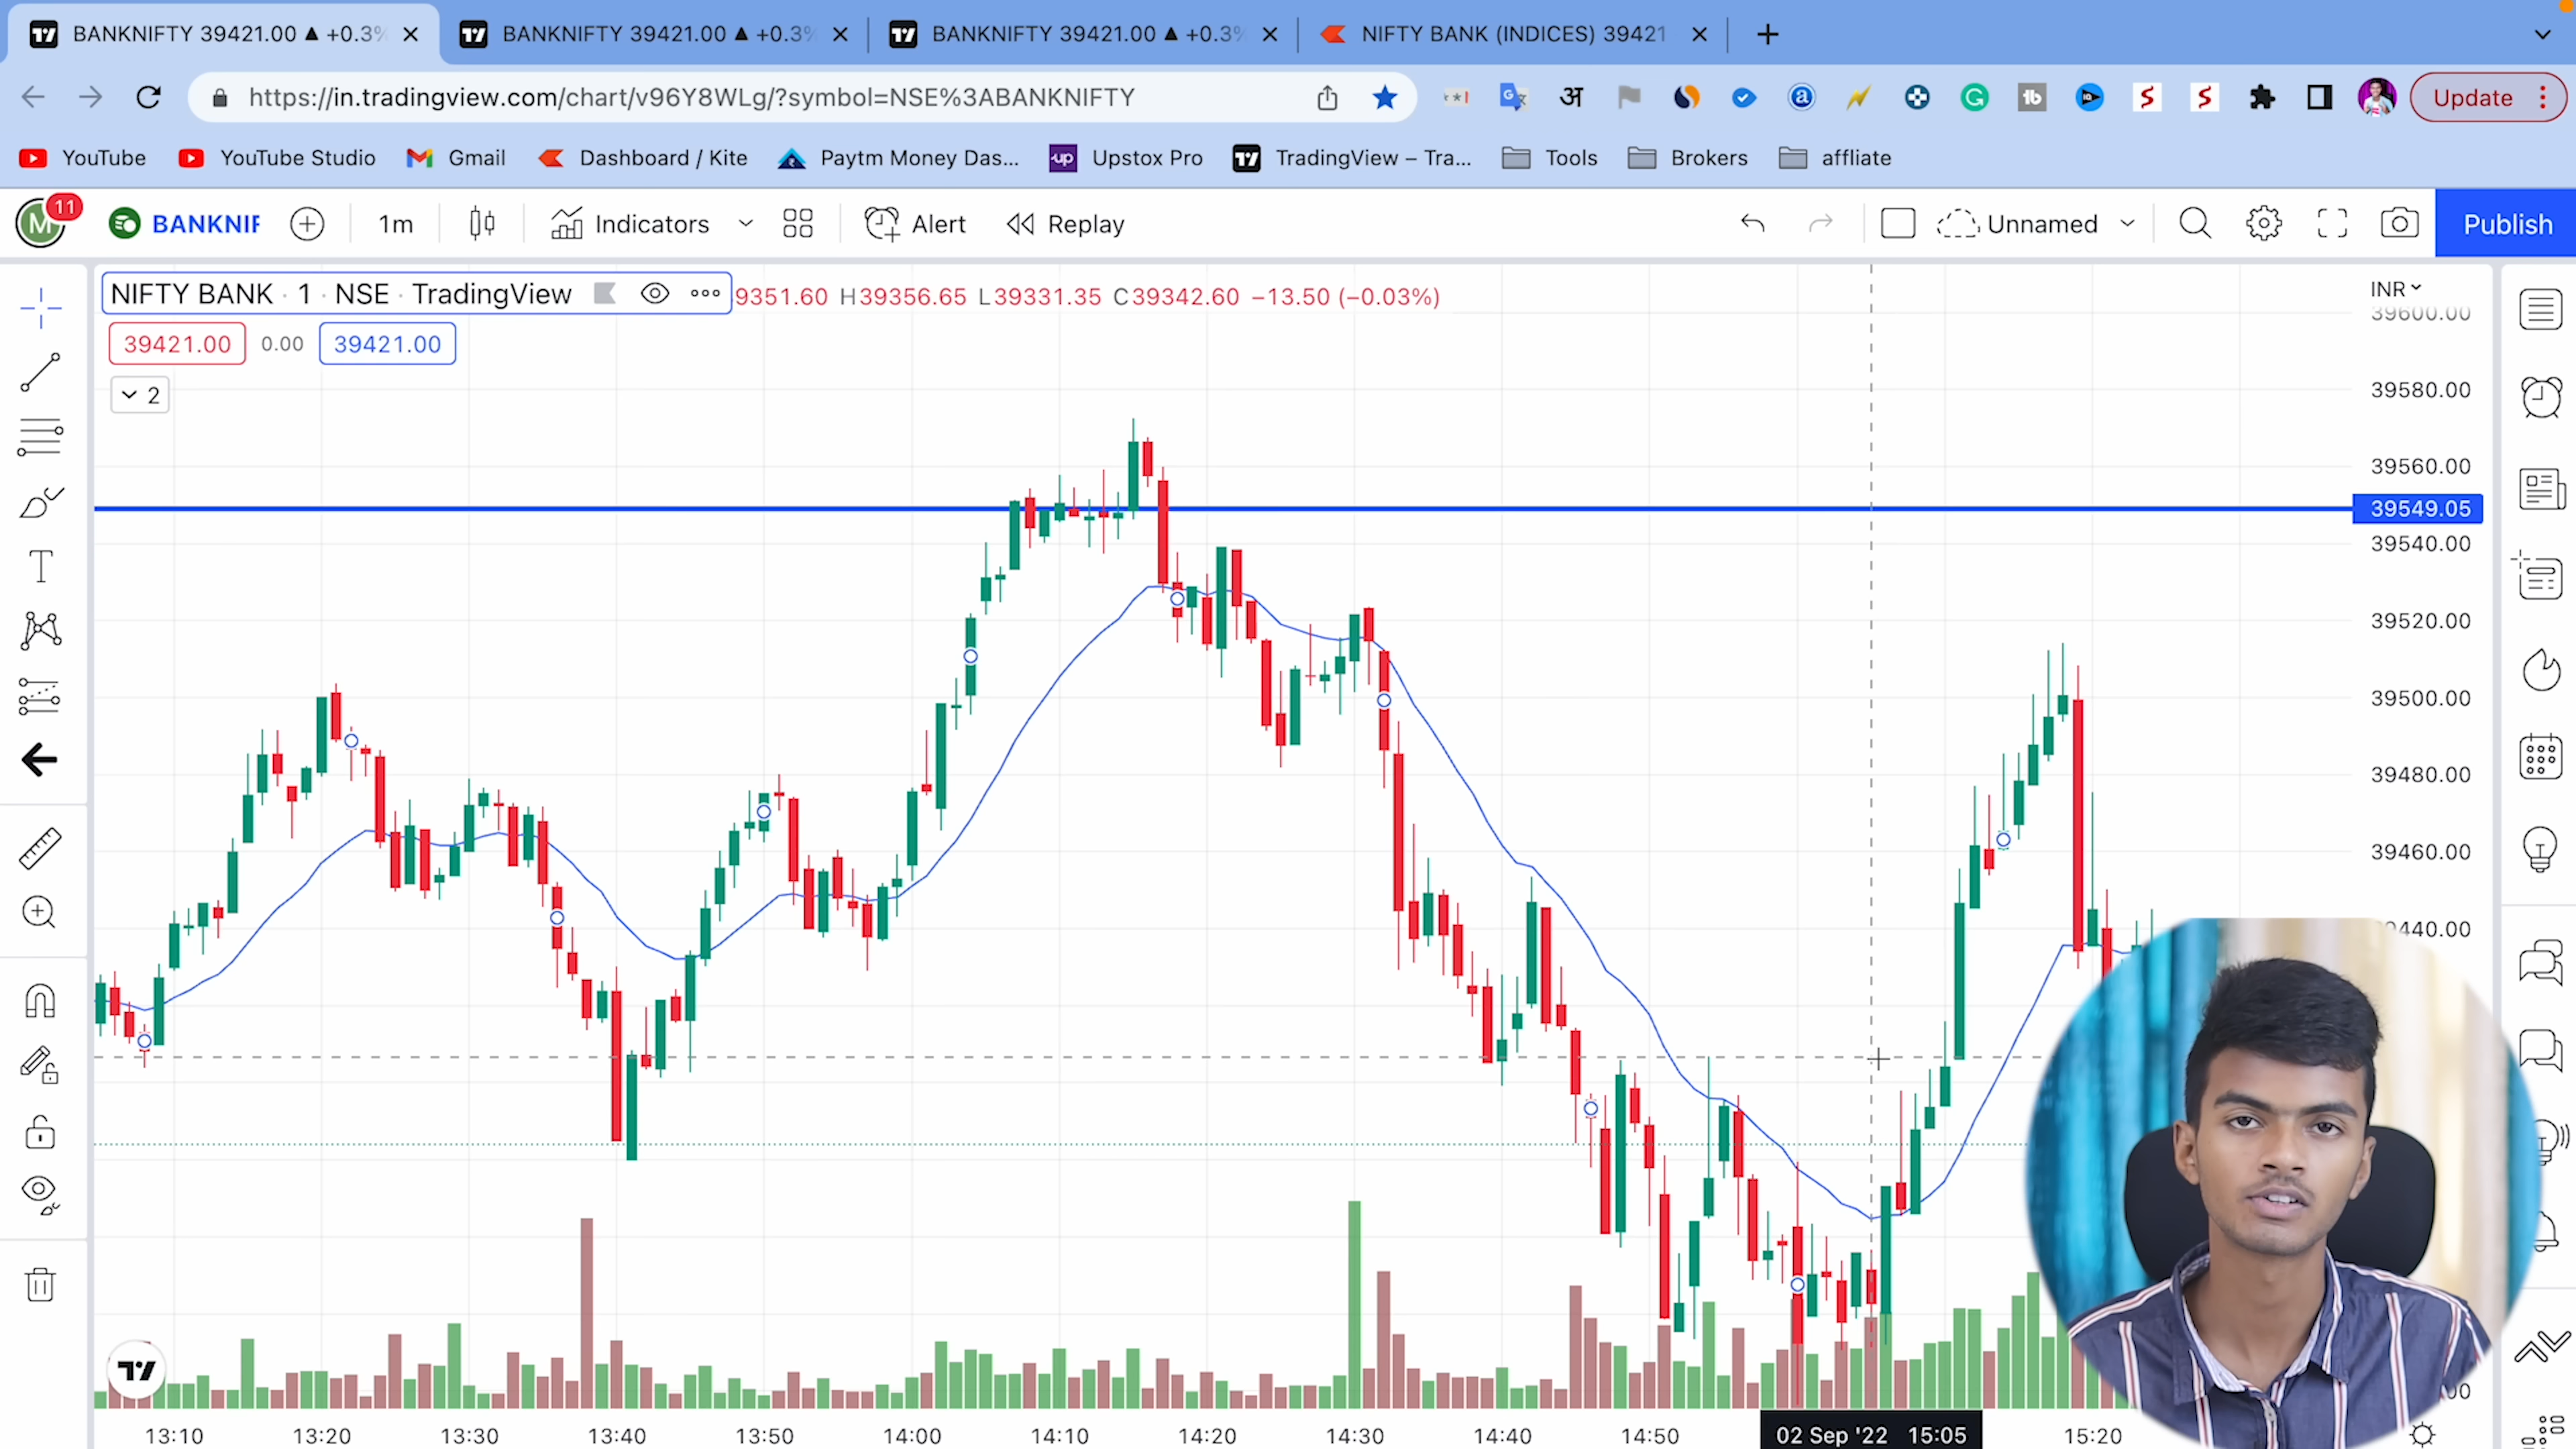 BANKNIFTY 39421.00 ▲ +0.3%
BANKNIFTY 39421.00 ▲ +0.3%
BANKNIFTY 39421.00 ▲ +0.3%
NIFTY BANK (INDICES) 39421
https://in.tradingview.com/chart/v96Y8WLg/?symbol=NSE%3ABANKNIFTY
अ
Update
YouTube
YouTube Studio
Gmail
Dashboard / Kite
Paytm Money Das...
up
Upstox Pro
TradingView – Tra...
Tools
Brokers
affliate
M
11
BANKNIF
1m
Indicators
Alert
Replay
Unnamed
Publish
NIFTY BANK · 1 · NSE · TradingView
9351.60 H39356.65 L39331.35 C39342.60 −13.50 (−0.03%)
INR
39600.00
39421.00
0.00
39421.00
2
39580.00
39560.00
39549.05
39540.00
39520.00
39500.00
39480.00
39460.00
440.00
13:10
13:20
13:30
13:40
13:50
14:00
14:10
14:20
14:30
14:40
14:50
02 Sep '22 15:05
15:20